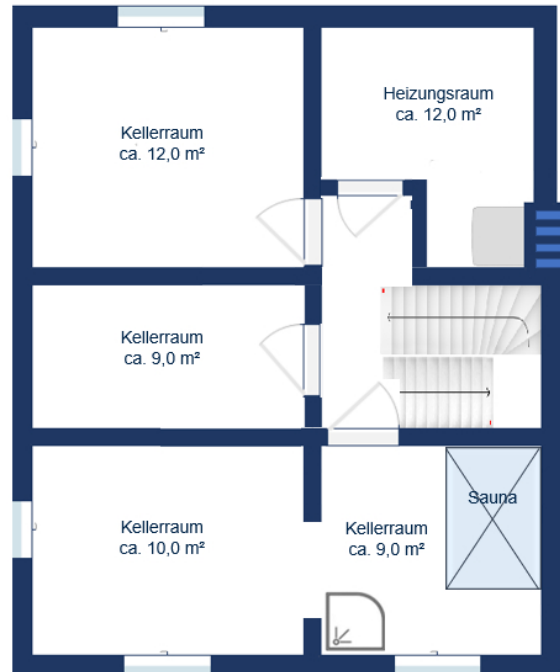 Heizungsraum
ca. 12,0 m²
Kellerraum
ca. 12,0 m²
Kellerraum
ca. 9,0 m²
Sauna
Kellerraum
ca. 10,0 m²
Kellerraum
ca. 9,0 m²